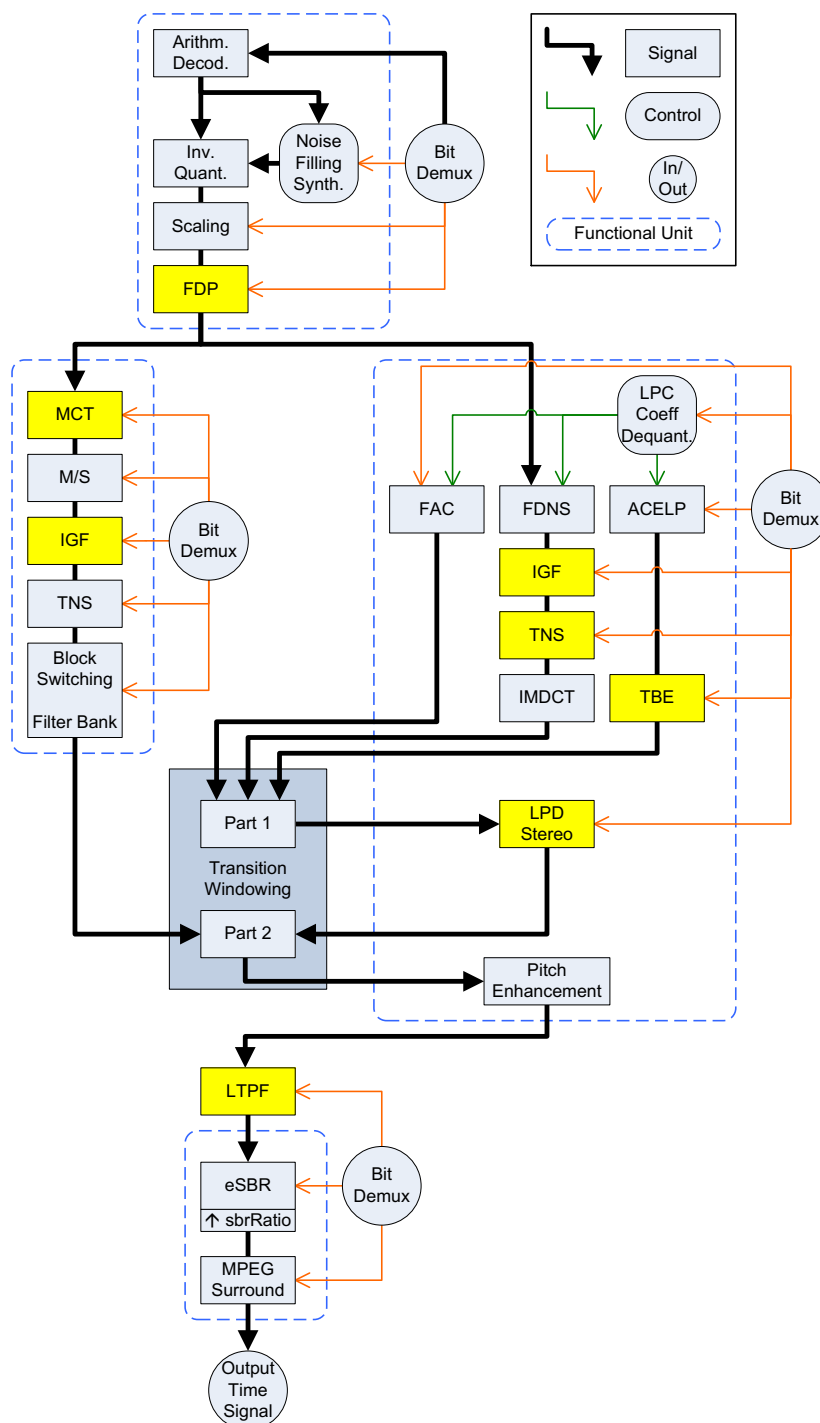 Arithm.
Decod.
Inv.
Quant.
Noise
Filling
Synth.
Bit
Demux
Scaling
FDP
Signal
Control
In/
Out
Functional Unit
MCT
M/S
IGF
TNS
Block
Switching
Filter Bank
Bit
Demux
LPC
Coeff
Dequant.
FAC
FDNS
ACELP
Bit
Demux
IGF
TNS
IMDCT
TBE
Part 1
Transition
Windowing
Part 2
LPD
Stereo
Pitch
Enhancement
LTPF
eSBR
↑ sbrRatio
Bit
Demux
MPEG
Surround
Output
Time
Signal